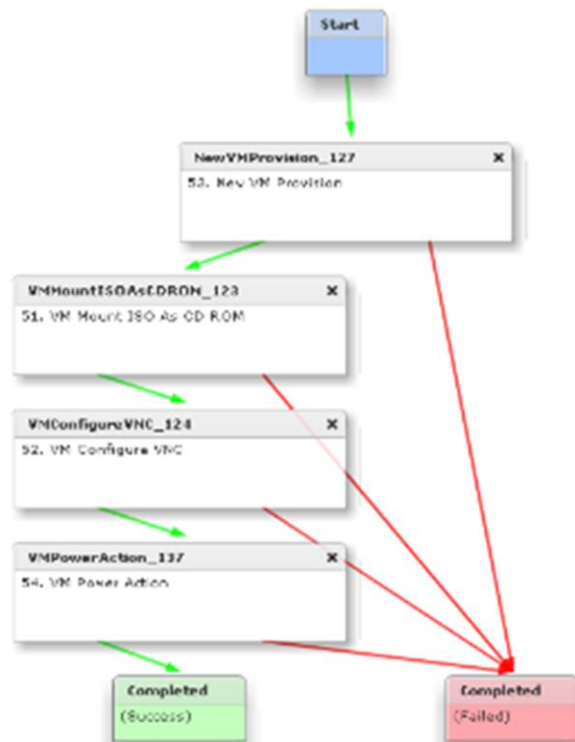 Start
NewVMProvision_127
53. New VM Provision
VMMountISOAsCDROM_123
51. VM Mount ISO As CD ROM
VMConfigureVNC_124
52. VM Configure VNC
VMPowerAction_137
54. VM Power Action
Completed
(Success)
Completed
(Failed)